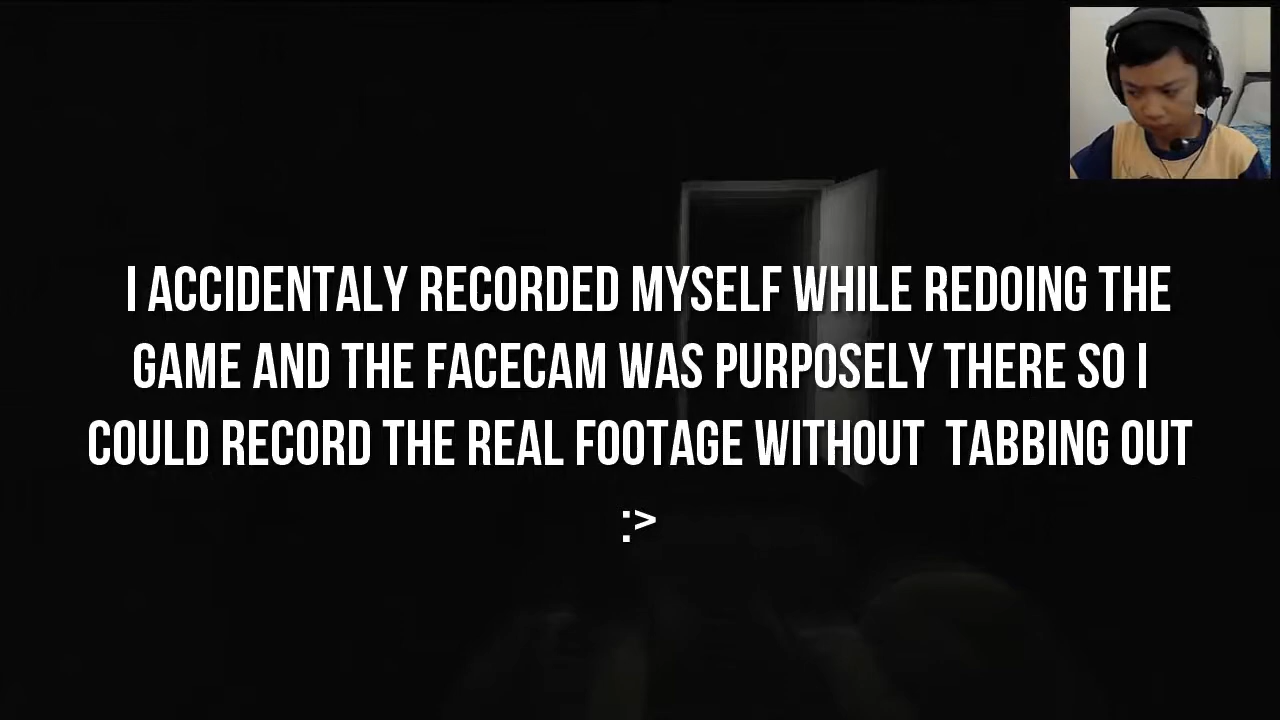 I ACCIDENTALY RECORDED MYSELF WHILE REDOING THE
GAME AND THE FACECAM WAS PURPOSELY THERE SO I
COULD RECORD THE REAL FOOTAGE WITHOUT TABBING OUT
:>